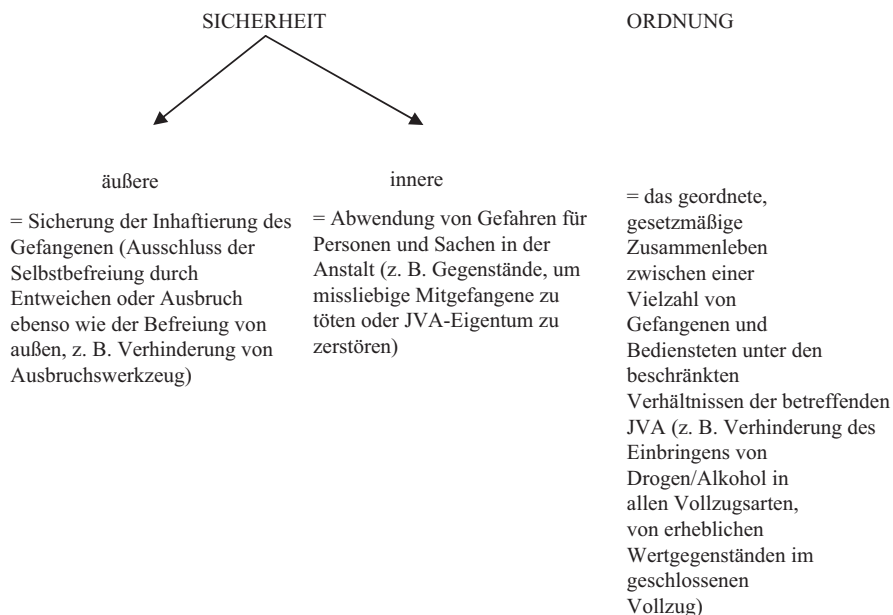 SICHERHEIT
ORDNUNG
äußere
= Sicherung der Inhaftierung des
Gefangenen (Ausschluss der
Selbstbefreiung durch
Entweichen oder Ausbruch
ebenso wie der Befreiung von
außen, z. B. Verhinderung von
Ausbruchswerkzeug)
innere
= Abwendung von Gefahren für
Personen und Sachen in der
Anstalt (z. B. Gegenstände, um
missliebige Mitgefangene zu
töten oder JVA-Eigentum zu
zerstören)
= das geordnete,
gesetzmäßige
Zusammenleben
zwischen einer
Vielzahl von
Gefangenen und
Bediensteten unter den
beschränkten
Verhältnissen der betreffenden
JVA (z. B. Verhinderung des
Einbringens von
Drogen/Alkohol in
allen Vollzugsarten,
von erheblichen
Wertgegenständen im
geschlossenen
Vollzug)